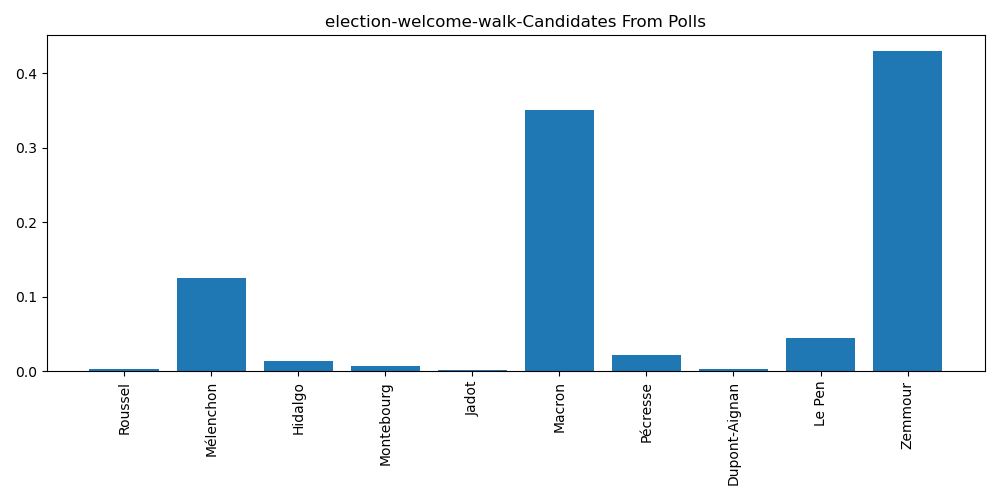 election-welcome-walk-Candidates From Polls
0.4
0.3
0.2
0.1
0.0
Roussel
Mélenchon
Hidalgo
Montebourg
Jadot
Macron
Pécresse
Dupont-Aignan
Le Pen
Zemmour